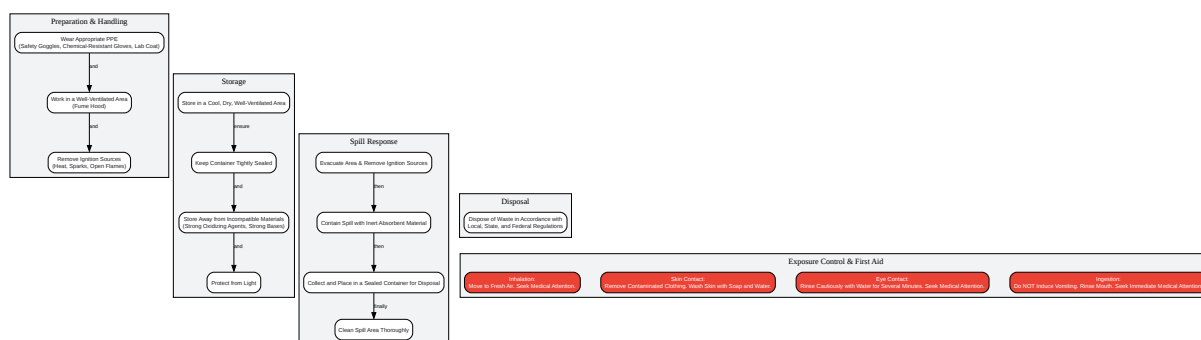 Preparation & Handling
Wear Appropriate PPE
(Safety Goggles, Chemical-Resistant Gloves, Lab Coat)
and
Work in a Well-Ventilated Area
(Fume Hood)
and
Remove Ignition Sources
(Heat, Sparks, Open Flames)
Storage
Store in a Cool, Dry, Well-Ventilated Area
ensure
Keep Container Tightly Sealed
and
Store Away from Incompatible Materials
(Strong Oxidizing Agents, Strong Bases)
and
Protect from Light
Spill Response
Evacuate Area & Remove Ignition Sources
then
Contain Spill with Inert Absorbent Material
then
Collect and Place in a Sealed Container for Disposal
finally
Clean Spill Area Thoroughly
Disposal
Dispose of Waste in Accordance with
Local, State, and Federal Regulations
Exposure Control & First Aid
Inhalation:
Move to Fresh Air. Seek Medical Attention.
Skin Contact:
Remove Contaminated Clothing, Wash Skin with Soap and Water.
Eye Contact:
Rinse Cautiously with Water for Several Minutes. Seek Medical Attention.
Ingestion:
Do NOT Induce Vomiting. Rinse Mouth. Seek Immediate Medical Attention